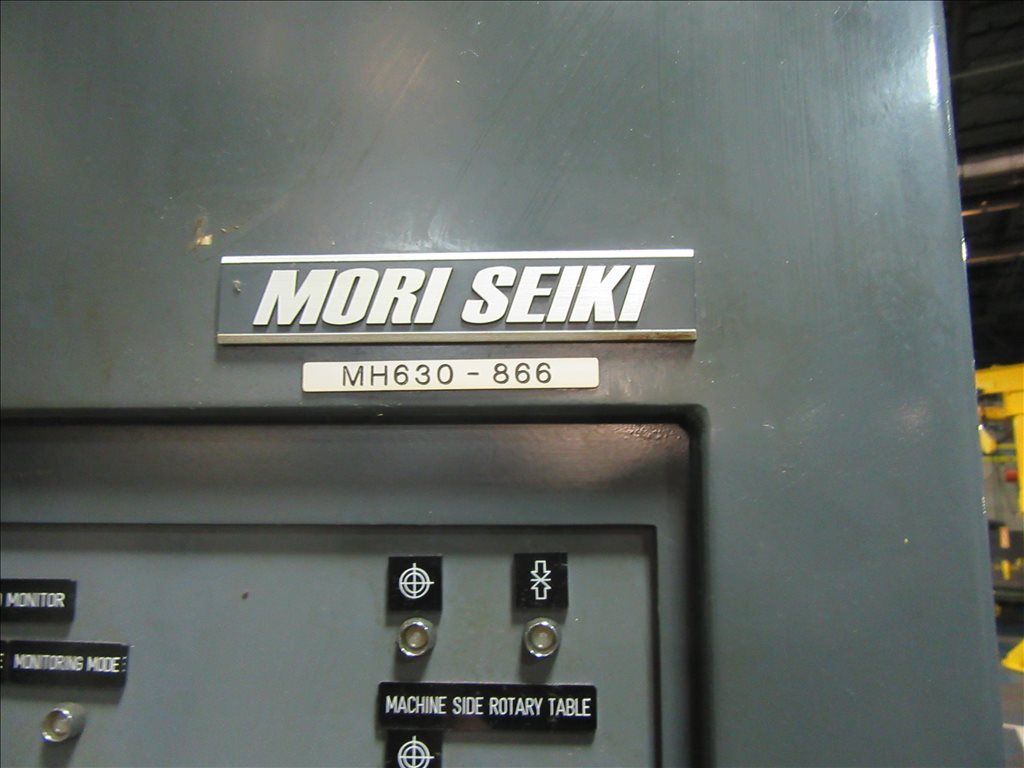 MORI SEIKI
MH630 - 866
MONITOR
MONITORING MODE
MACHINE SIDE ROTARY TABLE